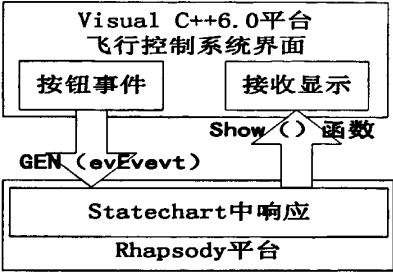 Visual C++6.0平台
飞行控制系统界面
按钮事件
接收显示
Show（）函数
GEN（evEvevt）
Statechart中响应
Rhapsody平台